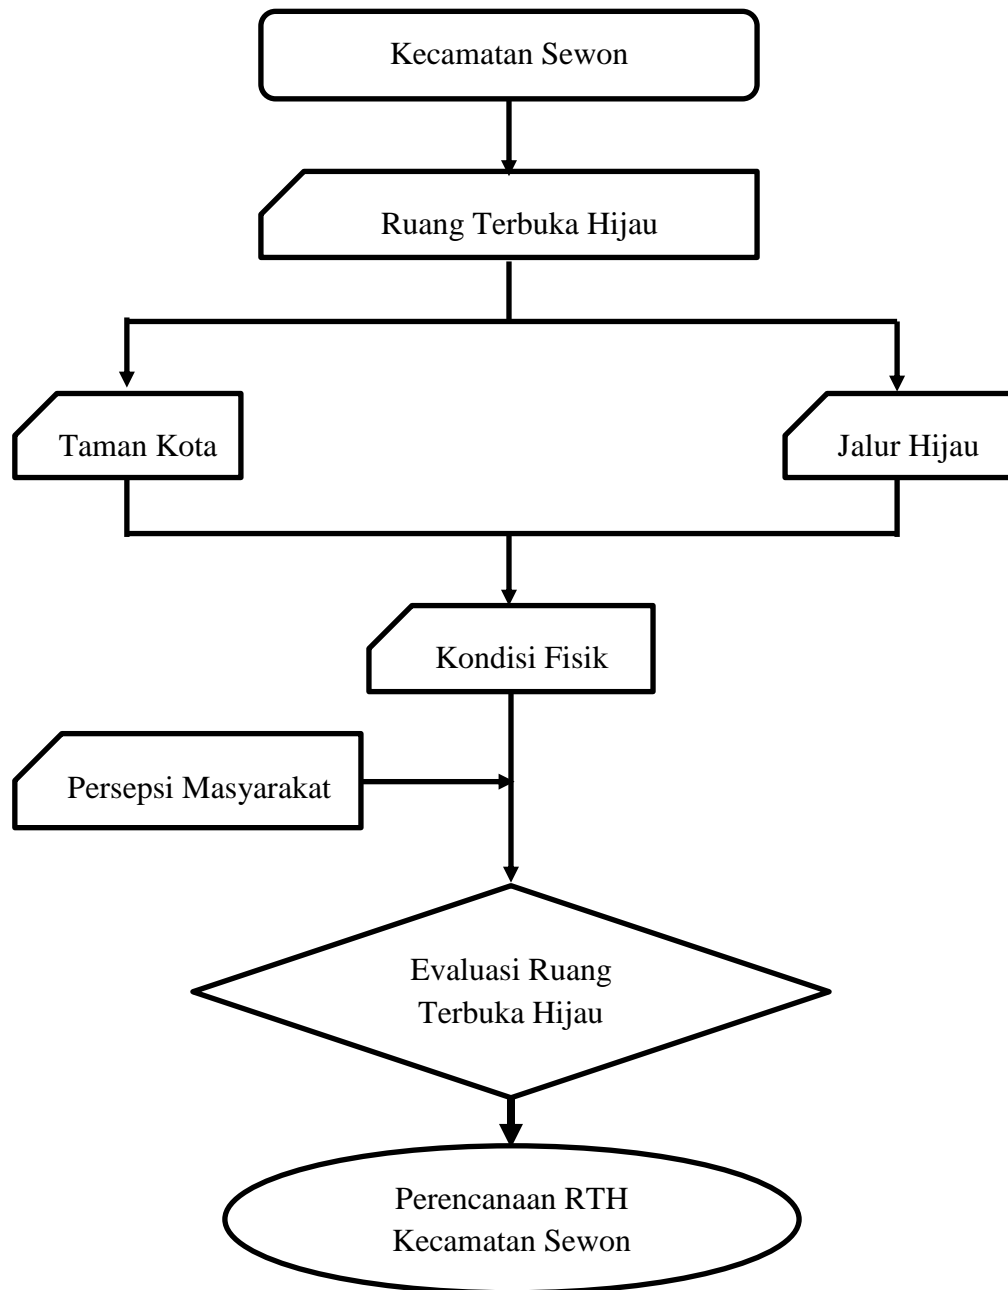 Kecamatan Sewon
Ruang Terbuka Hijau
Taman Kota
Jalur Hijau
Kondisi Fisik
Persepsi Masyarakat
Evaluasi Ruang
Terbuka Hijau
Perencanaan RTH
Kecamatan Sewon